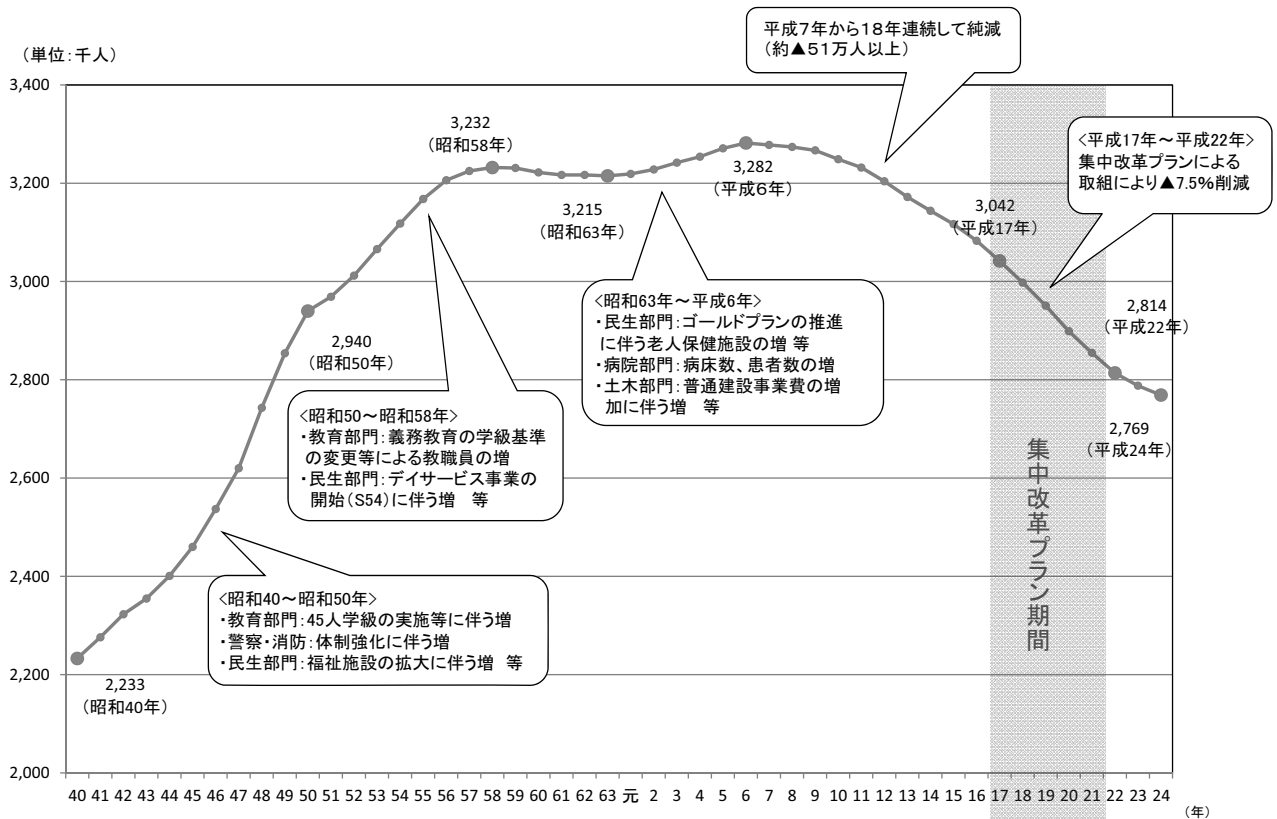 (単位:千人)
平成7年から18年連続して純減
(約▲51万人以上)
3,400
3,200
3,000
2,800
2,600
2,400
2,200
2,000
3,232
(昭和58年)
3,282
(平成6年)
<平成17年~平成22年>
集中改革プランによる
取組により▲7.5%削減
3,215
(昭和63年)
3,042
(平成17年)
2,940
(昭和50年)
<昭和63年~平成6年>
・民生部門:ゴールドプランの推進
に伴う老人保健施設の増 等
・病院部門:病床数、患者数の増
・土木部門:普通建設事業費の増
加に伴う増 等
2,814
(平成22年)
<昭和50~昭和58年>
・教育部門:義務教育の学級基準
の変更等による教職員の増
・民生部門:デイサービス事業の
開始(S54)に伴う増 等
2,769
(平成24年)
集中改革プラン期間
<昭和40~昭和50年>
・教育部門:45人学級の実施等に伴う増
・警察・消防:体制強化に伴う増
・民生部門:福祉施設の拡大に伴う増 等
2,233
(昭和40年)
40 41 42 43 44 45 46 47 48 49 50 51 52 53 54 55 56 57 58 59 60 61 62 63 元 2 3 4 5 6 7 8 9 10 11 12 13 14 15 16 17 18 19 20 21 22 23 24
(年)